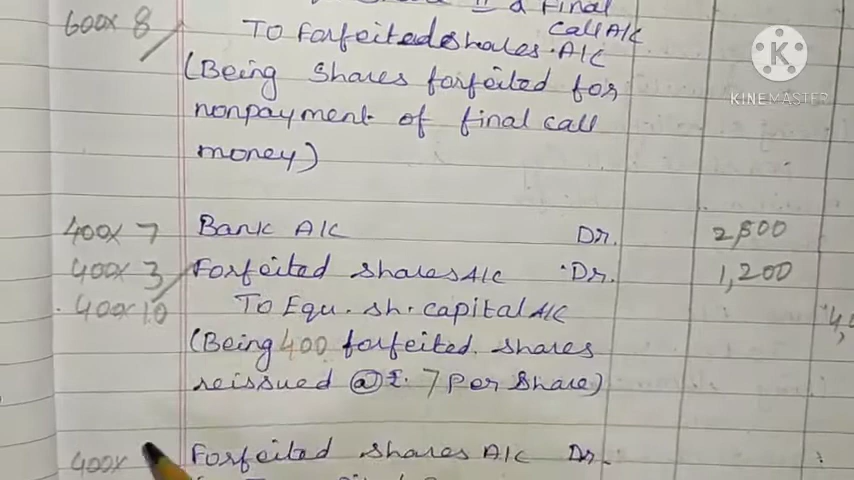 a Final
600x 8
Call A/C
To Forfeited shares. A/C
(Being Shares forfeited for
nonpayment of final call
money)
KINEMASTER
400x 7 Bank A/C Dr. 2,800
400x 3 Forfeited shares A/C Dr. 1,200
400x10 To Equ. sh. capital A/C 4,
(Being 400 forfeited shares
reissued @ ₹. 7 Per Share)
400x Forfeited shares A/C Dr.